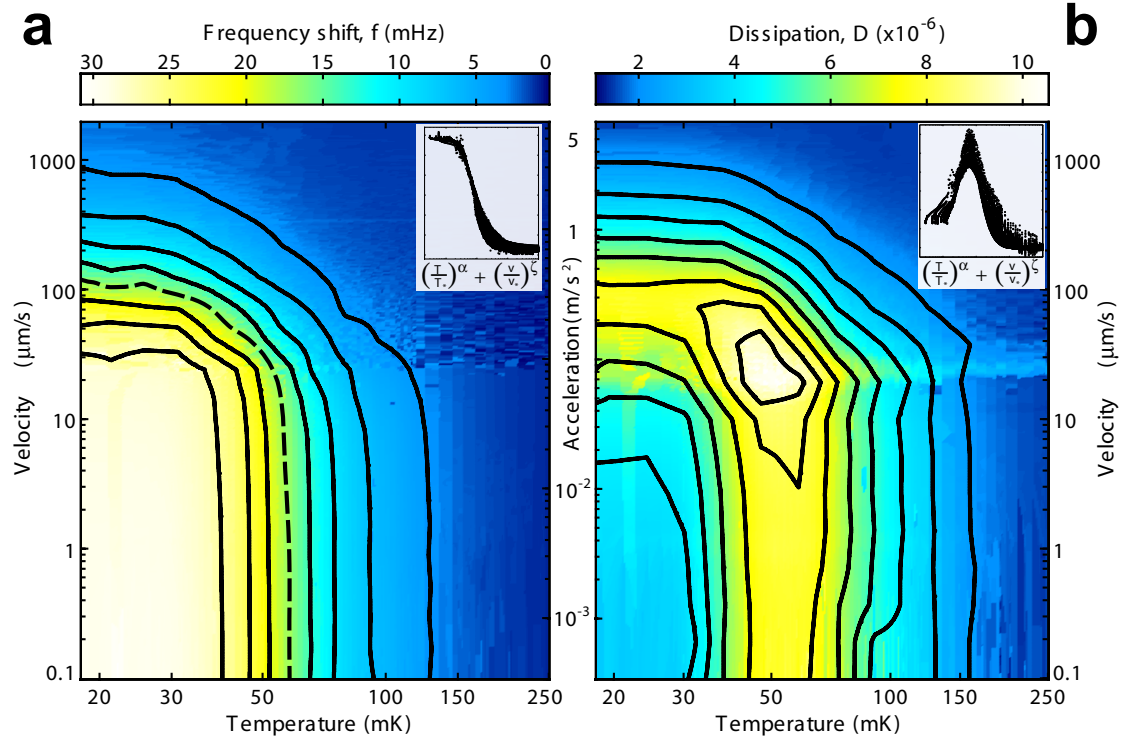 a
Frequency shift, f (mHz)
30 25 20 15 10 5 0
Dissipation, D (x10⁻⁶)
2 4 6 8 10
b
1000
100
10
1
0.1
Velocity (µm/s)
(T/T*)^α + (v/v*)^ζ
20 30 50 100 150 250
Temperature (mK)
5
1
10⁻²
10⁻³
Acceleration(m/s²)
(T/T*)^α + (v/v*)^ζ
1000
100
10
1
0.1
Velocity (µm/s)
20 30 50 100 150 250
Temperature (mK)